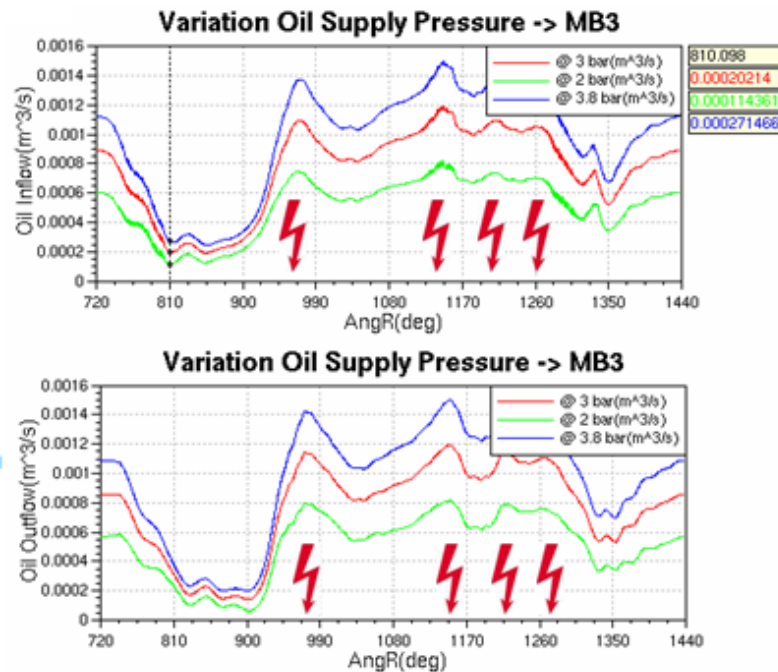 Variation Oil Supply Pressure -> MB3
Oil Inflow(m^3/s)
0.0016
0.0014
0.0012
0.001
0.0008
0.0006
0.0004
0.0002
0
@ 3 bar(m^3/s)
@ 2 bar(m^3/s)
@ 3.8 bar(m^3/s)
810.098
0.00020214
0.000114361
0.000271466
720 810 900 990 1080 1170 1260 1350 1440
AngR(deg)
Variation Oil Supply Pressure -> MB3
Oil Outflow(m^3/s)
0.0016
0.0014
0.0012
0.001
0.0008
0.0006
0.0004
0.0002
0
@ 3 bar(m^3/s)
@ 2 bar(m^3/s)
@ 3.8 bar(m^3/s)
720 810 900 990 1080 1170 1260 1350 1440
AngR(deg)